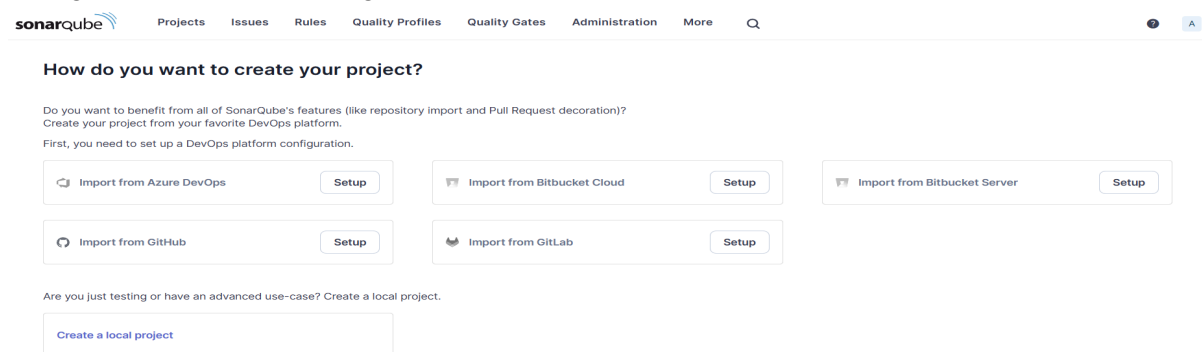 sonarqube Projects Issues Rules Quality Profiles Quality Gates Administration More ? A
How do you want to create your project?
Do you want to benefit from all of SonarQube's features (like repository import and Pull Request decoration)?
Create your project from your favorite DevOps platform.
First, you need to set up a DevOps platform configuration.
Import from Azure DevOps Setup Import from Bitbucket Cloud Setup Import from Bitbucket Server Setup
Import from GitHub Setup Import from GitLab Setup
Are you just testing or have an advanced use-case? Create a local project.
Create a local project